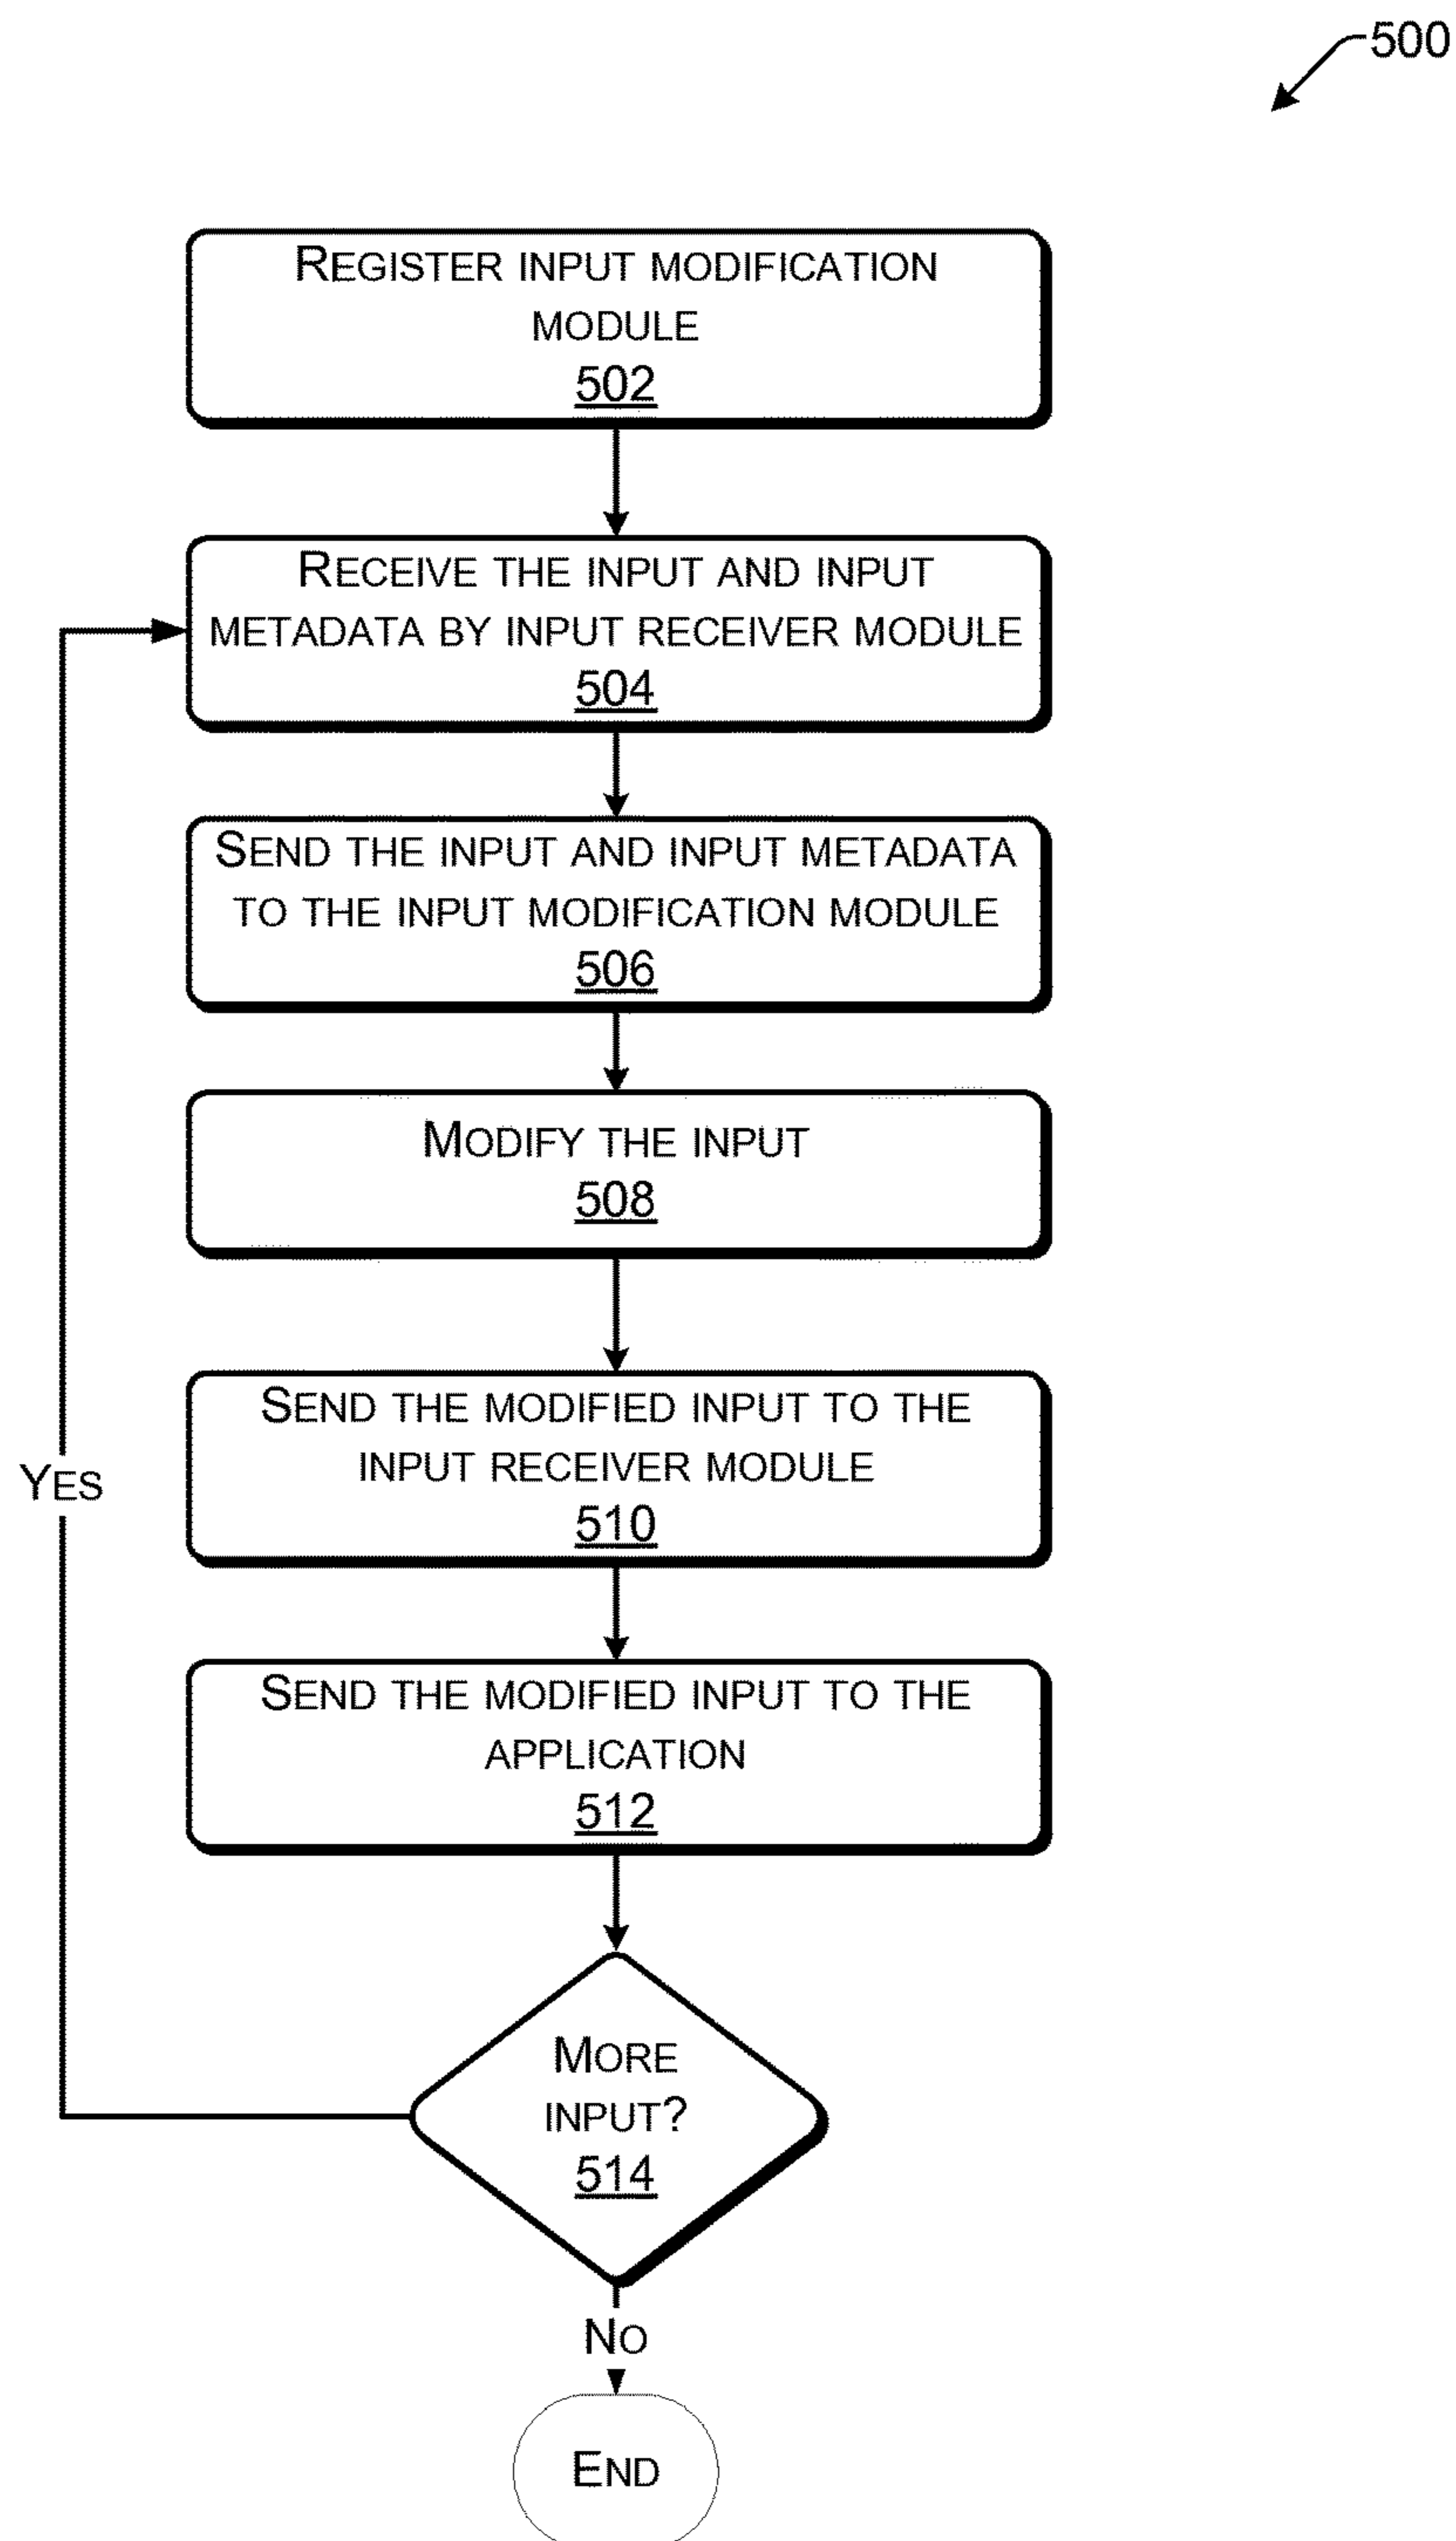 500
REGISTER INPUT MODIFICATION
MODULE
502
RECEIVE THE INPUT AND INPUT
METADATA BY INPUT RECEIVER MODULE
504
SEND THE INPUT AND INPUT METADATA
TO THE INPUT MODIFICATION MODULE
506
MODIFY THE INPUT
508
SEND THE MODIFIED INPUT TO THE
INPUT RECEIVER MODULE
510
YES
SEND THE MODIFIED INPUT TO THE
APPLICATION
512
MORE
INPUT?
514
NO
END